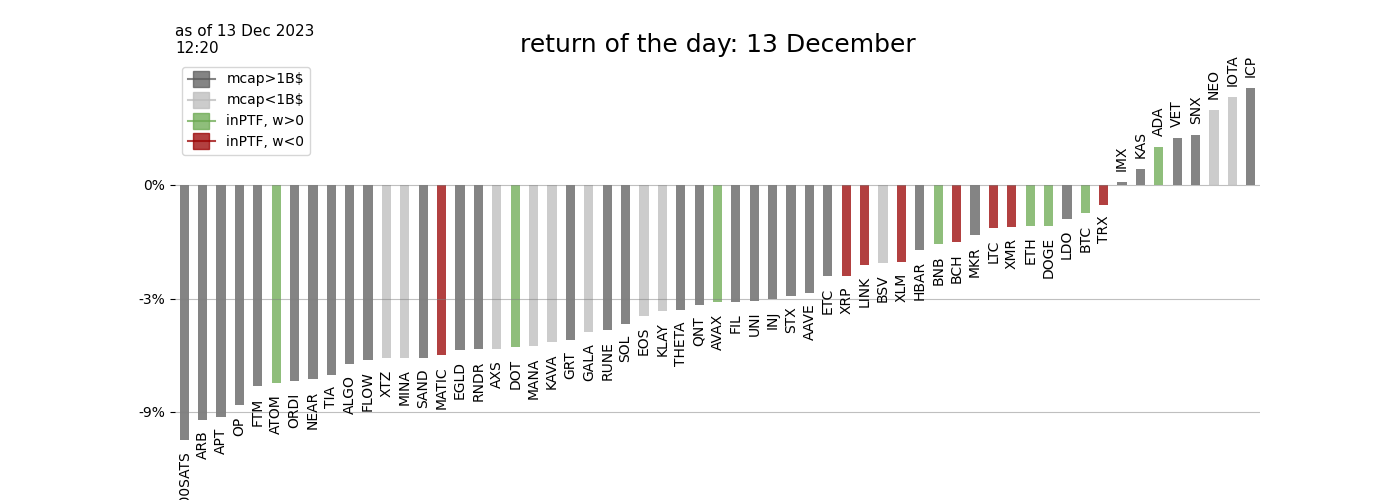 as of 13 Dec 2023
12:20
return of the day: 13 December
mcap>1B$
mcap<1B$
inPTF, w>0
inPTF, w<0
0%
-3%
-9%
00SATS
ARB
APT
OP
FTM
ATOM
ORDI
NEAR
TIA
ALGO
FLOW
XTZ
MINA
SAND
MATIC
EGLD
RNDR
AXS
DOT
MANA
KAVA
GRT
GALA
RUNE
SOL
EOS
KLAY
THETA
QNT
AVAX
FIL
UNI
INJ
STX
AAVE
ETC
XRP
LINK
BSV
XLM
HBAR
BNB
BCH
MKR
LTC
XMR
ETH
DOGE
LDO
BTC
TRX
IMX
KAS
ADA
VET
SNX
NEO
IOTA
ICP